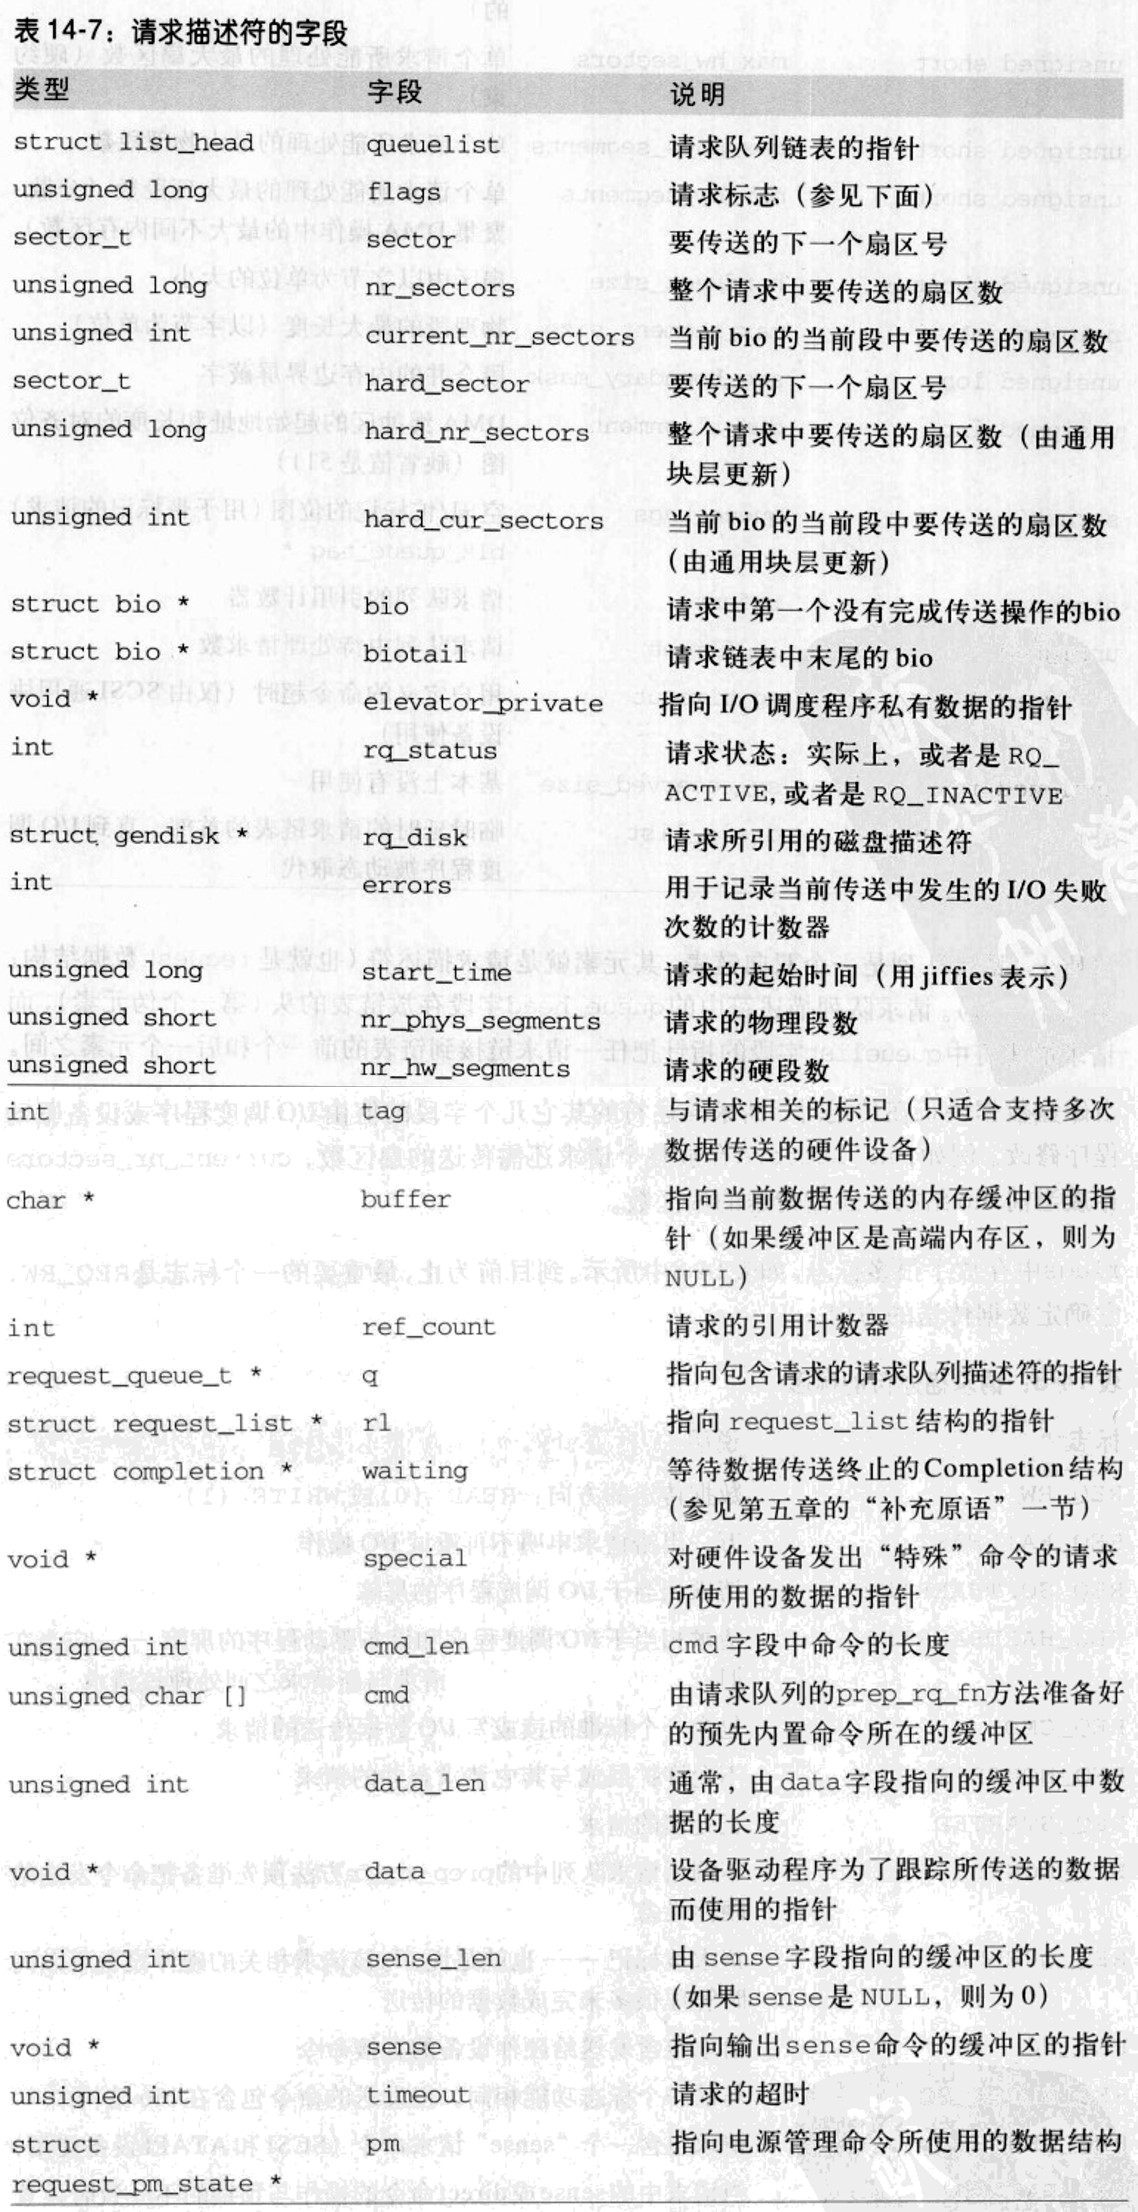 表 14-7：请求描述符的字段
类型 字段 说明
struct list_head queuelist 请求队列链表的指针
unsigned long flags 请求标志（参见下面）
sector_t sector 要传送的下一个扇区号
unsigned long nr_sectors 整个请求中要传送的扇区数
unsigned int current_nr_sectors 当前 bio 的当前段中要传送的扇区数
sector_t hard_sector 要传送的下一个扇区号
unsigned long hard_nr_sectors 整个请求中要传送的扇区数（由通用
块层更新）
unsigned int hard_cur_sectors 当前 bio 的当前段中要传送的扇区数
（由通用块层更新）
struct bio * bio 请求中第一个没有完成传送操作的bio
struct bio * biotail 请求链表中末尾的 bio
void * elevator_private 指向 I/O 调度程序私有数据的指针
int rq_status 请求状态：实际上，或者是 RQ_
ACTIVE, 或者是 RQ_INACTIVE
struct gendisk * rq_disk 请求所引用的磁盘描述符
int errors 用于记录当前传送中发生的 I/O 失败
次数的计数器
unsigned long start_time 请求的起始时间（用 jiffies 表示）
unsigned short nr_phys_segments 请求的物理段数
unsigned short nr_hw_segments 请求的硬段数
int tag 与请求相关的标记（只适合支持多次
数据传送的硬件设备）
char * buffer 指向当前数据传送的内存缓冲区的指
针（如果缓冲区是高端内存区，则为
NULL）
int ref_count 请求的引用计数器
request_queue_t * q 指向包含请求的请求队列描述符的指针
struct request_list * rl 指向 request_list 结构的指针
struct completion * waiting 等待数据传送终止的 Completion 结构
（参见第五章的“补充原语”一节）
void * special 对硬件设备发出“特殊”命令的请求
所使用的数据的指针
unsigned int cmd_len cmd 字段中命令的长度
unsigned char [] cmd 由请求队列的prep_rq_fn方法准备好
的预先内置命令所在的缓冲区
unsigned int data_len 通常，由 data 字段指向的缓冲区中数
据的长度
void * data 设备驱动程序为了跟踪所传送的数据
而使用的指针
unsigned int sense_len 由 sense 字段指向的缓冲区的长度
（如果 sense 是 NULL，则为 0）
void * sense 指向输出sense命令的缓冲区的指针
unsigned int timeout 请求的超时
struct pm 指向电源管理命令所使用的数据结构
request_pm_state *